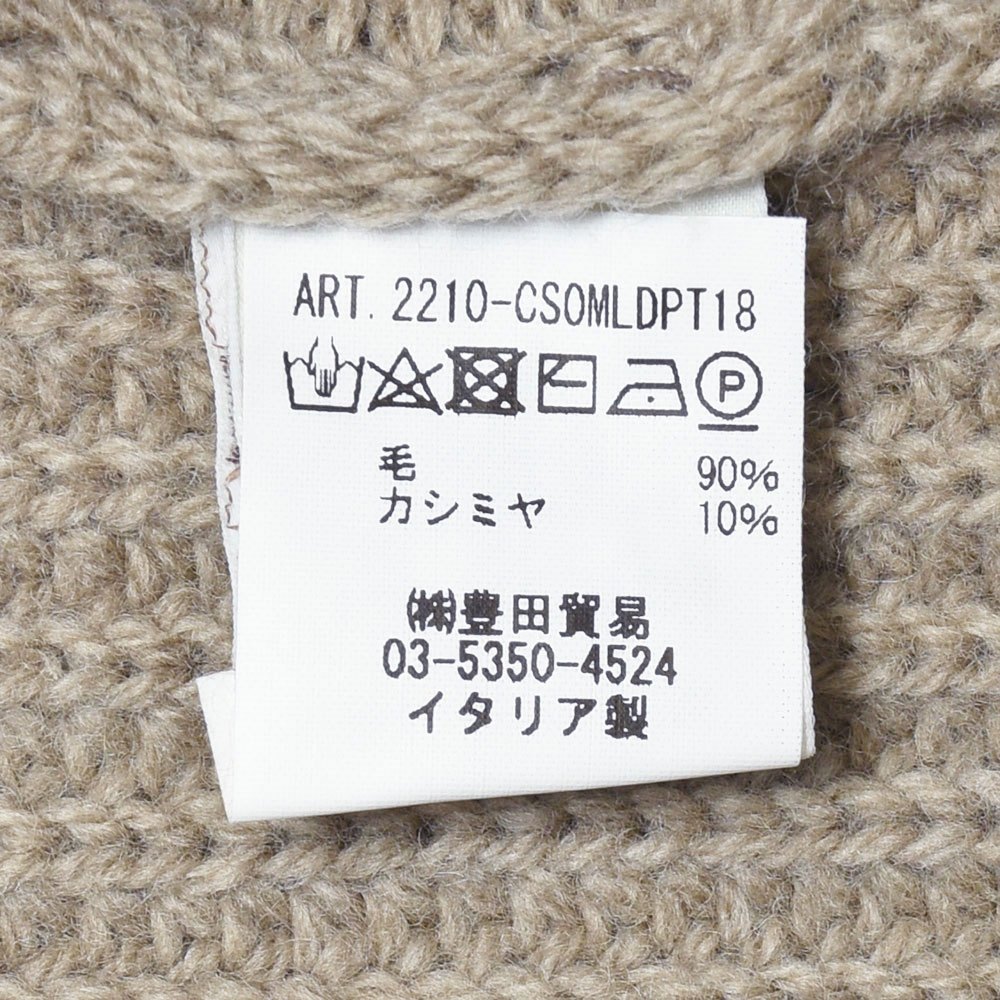 ART. 2210-CSOMLDPT18
P
毛 90%
カシミヤ 10%
㈱豊田貿易
03-5350-4524
イタリア製